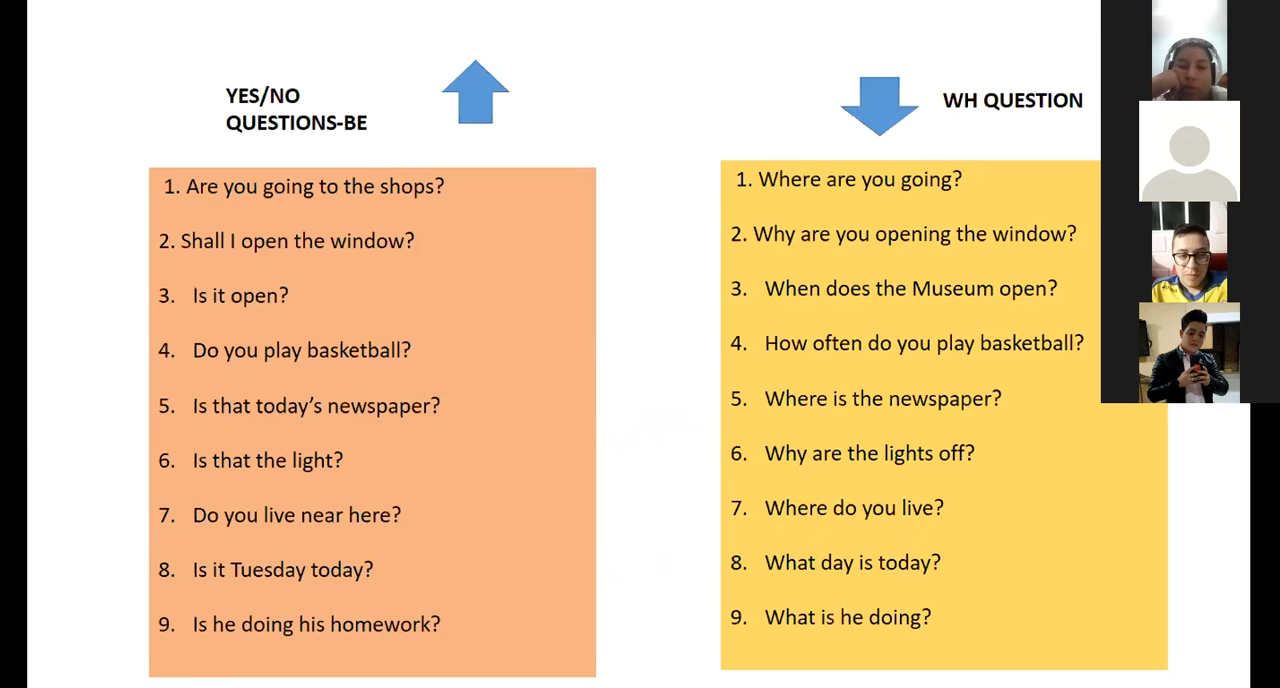 YES/NO
QUESTIONS-BE
1. Are you going to the shops?
2. Shall I open the window?
3. Is it open?
4. Do you play basketball?
5. Is that today’s newspaper?
6. Is that the light?
7. Do you live near here?
8. Is it Tuesday today?
9. Is he doing his homework?
WH QUESTION
1. Where are you going?
2. Why are you opening the window?
3. When does the Museum open?
4. How often do you play basketball?
5. Where is the newspaper?
6. Why are the lights off?
7. Where do you live?
8. What day is today?
9. What is he doing?